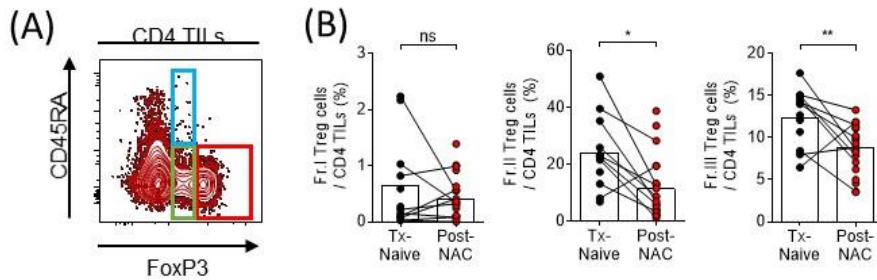 (A)
CD4 TILs
CD45RA
FoxP3
(B)
Fr.I Treg cells
/ CD4 TILs (%)
3
2
1
0
ns
Tx-
Naive
Post-
NAC
Fr.II Treg cells
/ CD4 TILs (%)
60
40
20
0
*
Tx-
Naive
Post-
NAC
Fr.III Treg cells
/ CD4 TILs (%)
20
15
10
5
0
**
Tx-
Naive
Post-
NAC